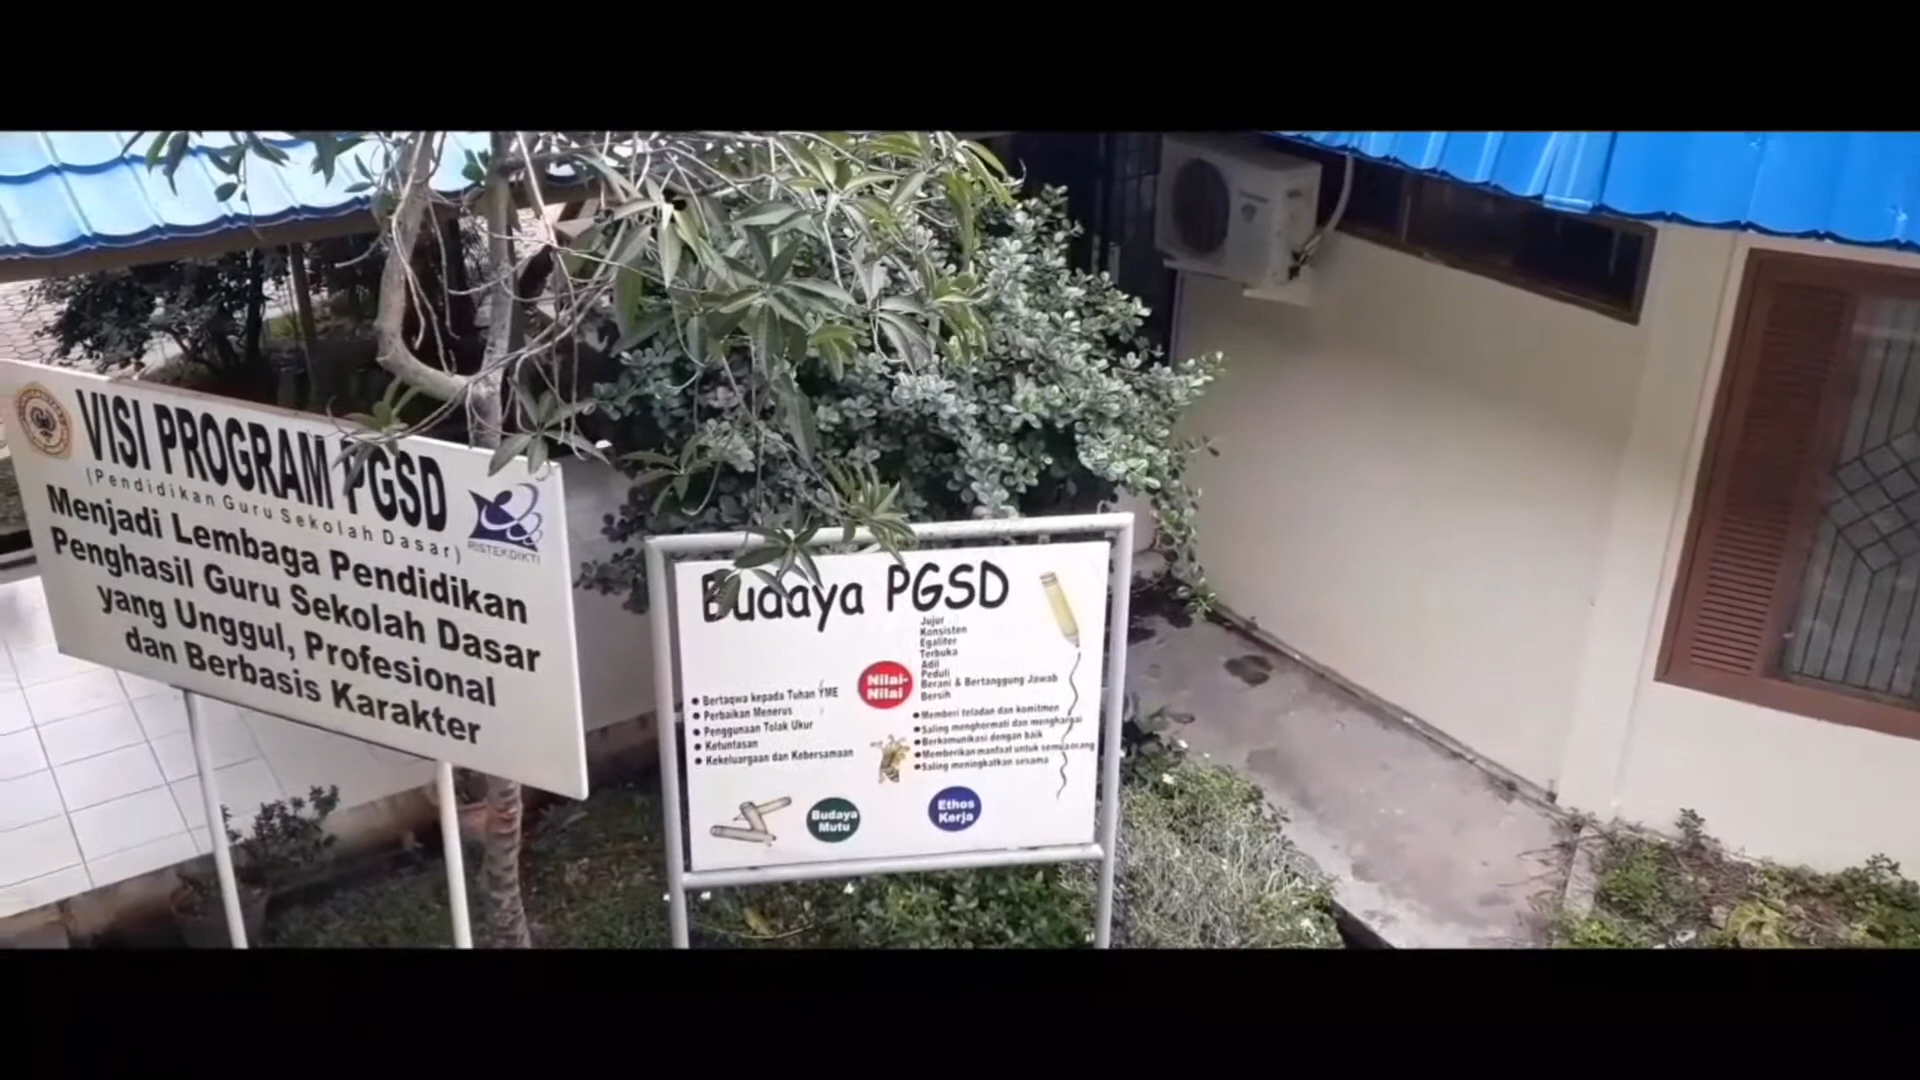 VISI PROGRAM PGSD
(Pendidikan Guru Sekolah Dasar)
RISTEKDIKTI
Menjadi Lembaga Pendidikan
Penghasil Guru Sekolah Dasar
yang Unggul, Profesional
dan Berbasis Karakter
Budaya PGSD
Jujur
Konsisten
Egaliter
Terbuka
Adil
Peduli
Berani & Bertanggung Jawab
Bersih
Nilai-
Nilai
● Bertaqwa kepada Tuhan YME
● Perbaikan Menerus
● Penggunaan Tolak Ukur
● Ketuntasan
● Kekeluargaan dan Kebersamaan
● Memberi teladan dan komitmen
● Saling menghormati dan menghargai
● Berkomunikasi dengan baik
● Memberikan manfaat untuk semua orang
● Saling meningkatkan sesama
Budaya
Mutu
Ethos
Kerja